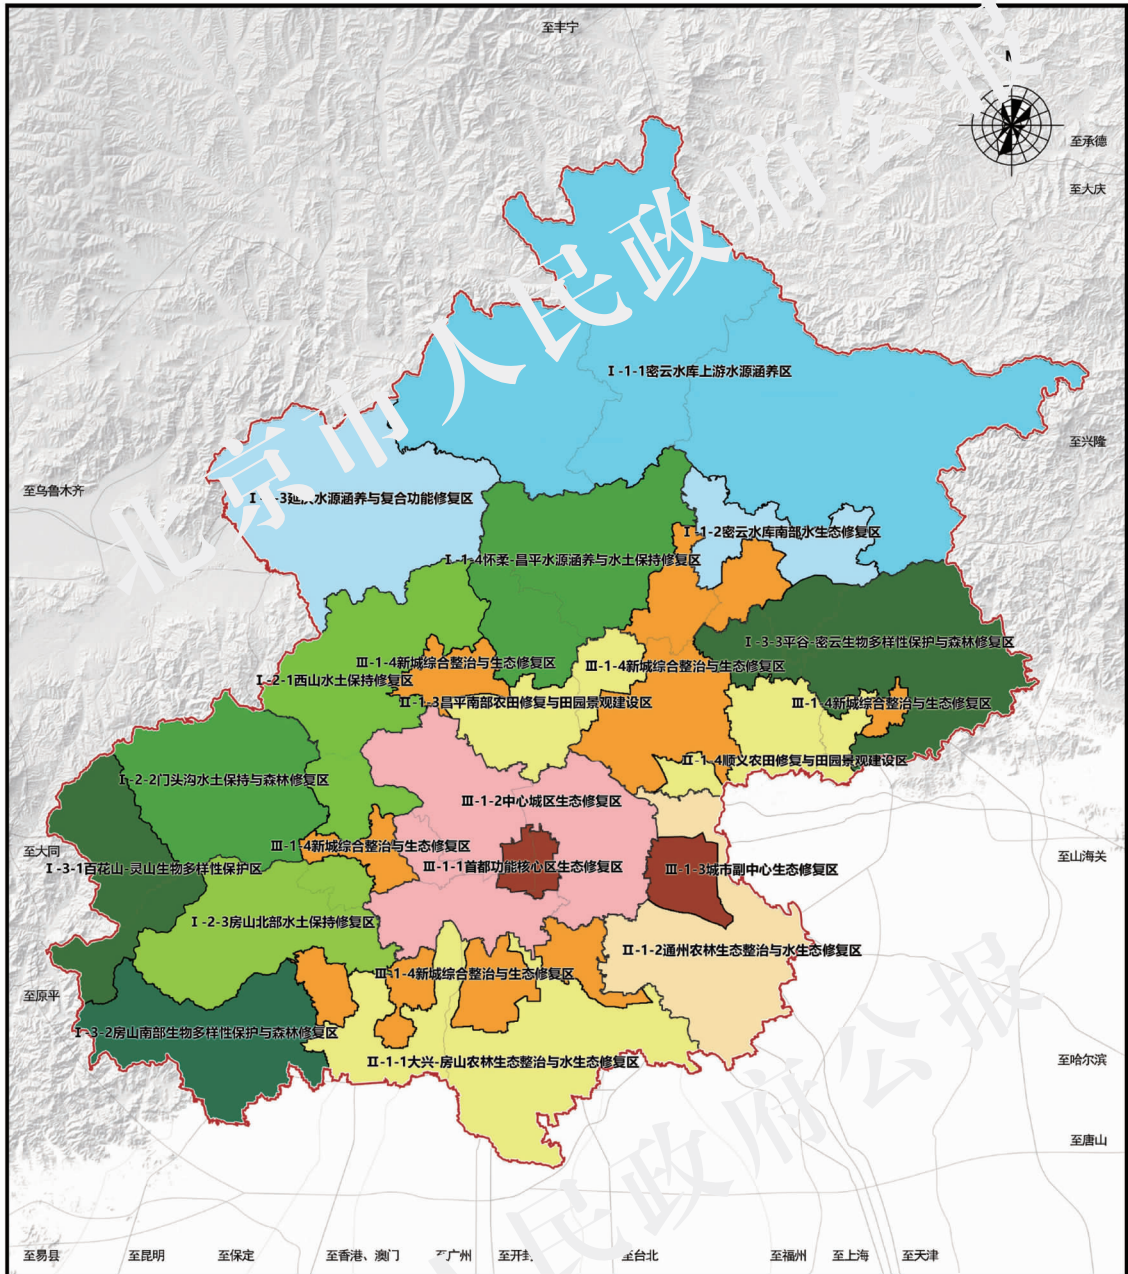 至丰宁
N
至承德
至大庆
Ⅰ-1-1密云水库上游水源涵养区
至兴隆
至乌鲁木齐
3延庆水源涵养与复合功能修复区
Ⅰ-1-2密云水库南部水生态修复区
Ⅰ-1-4怀柔-昌平水源涵养与水土保持修复区
Ⅰ-3-3平谷-密云生物多样性保护与森林修复区
Ⅲ-1-4新城综合整治与生态修复区
Ⅲ-1-4新城综合整治与生态修复区
Ⅰ-2-1西山水土保持修复区
Ⅱ-1-3昌平南部农田修复与田园景观建设区
Ⅲ-1-4新城综合整治与生态修复区
Ⅱ-1-4顺义农田修复与田园景观建设区
Ⅰ-2-2门头沟水土保持与森林修复区
Ⅲ-1-2中心城区生态修复区
Ⅲ-1-4新城综合整治与生态修复区
至大同
至山海关
Ⅰ-3-1百花山-灵山生物多样性保护区
Ⅲ-1-1首都功能核心区生态修复区
Ⅲ-1-3城市副中心生态修复区
Ⅰ-2-3房山北部水土保持修复区
Ⅱ-1-2通州农林生态整治与水生态修复区
Ⅲ-1-4新城综合整治与生态修复区
至原平
Ⅰ-3-2房山南部生物多样性保护与森林修复区
Ⅱ-1-1大兴-房山农林生态整治与水生态修复区
至哈尔滨
至唐山
至易县
至昆明
至保定
至香港、澳门
至广州
至开封
至台北
至福州
至上海
至天津
北京市人民政府公报
人民政府公报